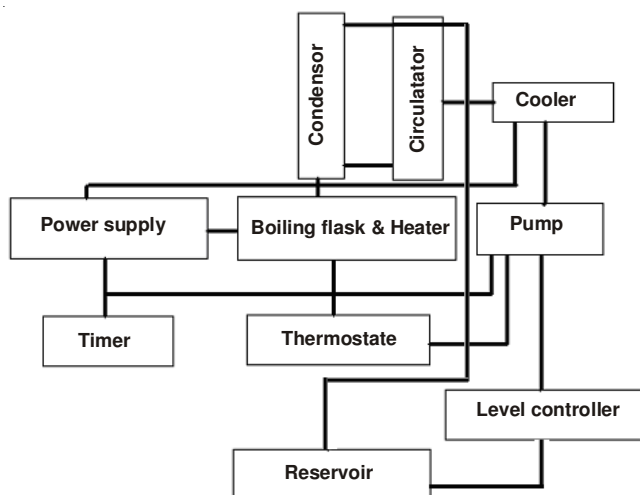 Condensor
Circulatator
Cooler
Power supply
Boiling flask & Heater
Pump
Timer
Thermostate
Level controller
Reservoir